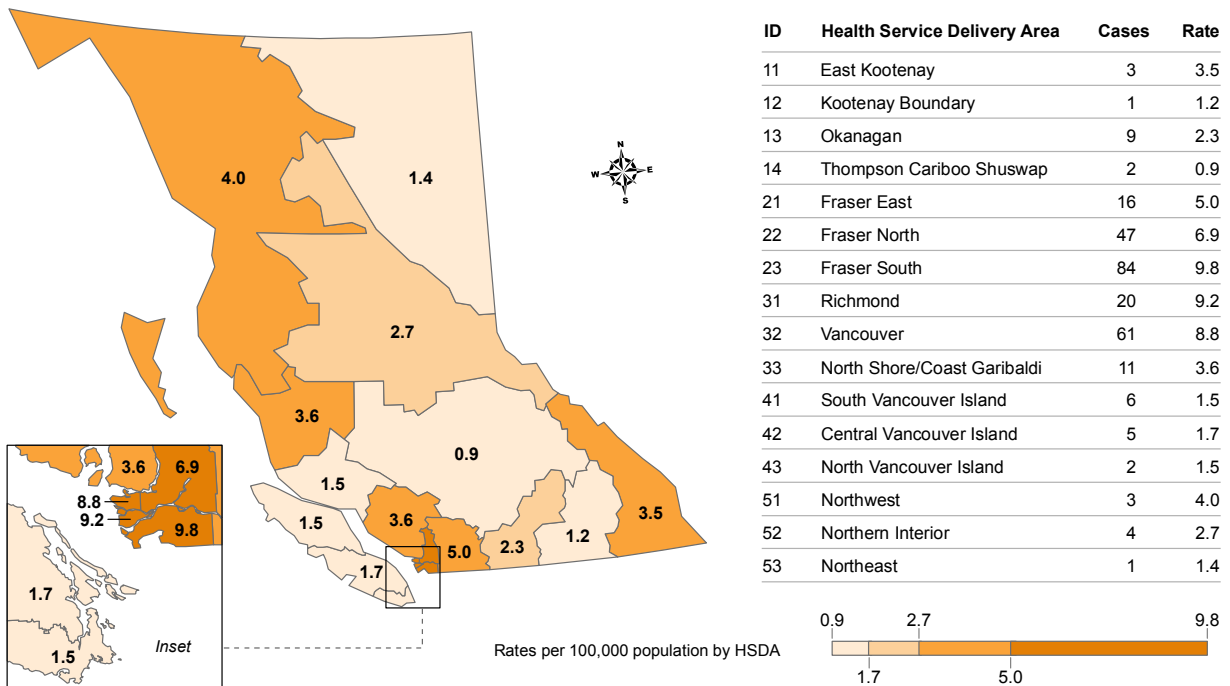 4.0
1.4
2.7
3.6
0.9
1.5
1.5
3.6
5.0
2.3
1.2
3.5
1.7
N
W E
S
3.6 6.9
8.8
9.2
9.8
1.7
1.5
Inset
ID Health Service Delivery Area Cases Rate
11 East Kootenay 3 3.5
12 Kootenay Boundary 1 1.2
13 Okanagan 9 2.3
14 Thompson Cariboo Shuswap 2 0.9
21 Fraser East 16 5.0
22 Fraser North 47 6.9
23 Fraser South 84 9.8
31 Richmond 20 9.2
32 Vancouver 61 8.8
33 North Shore/Coast Garibaldi 11 3.6
41 South Vancouver Island 6 1.5
42 Central Vancouver Island 5 1.7
43 North Vancouver Island 2 1.5
51 Northwest 3 4.0
52 Northern Interior 4 2.7
53 Northeast 1 1.4
Rates per 100,000 population by HSDA
0.9 2.7 9.8
1.7 5.0